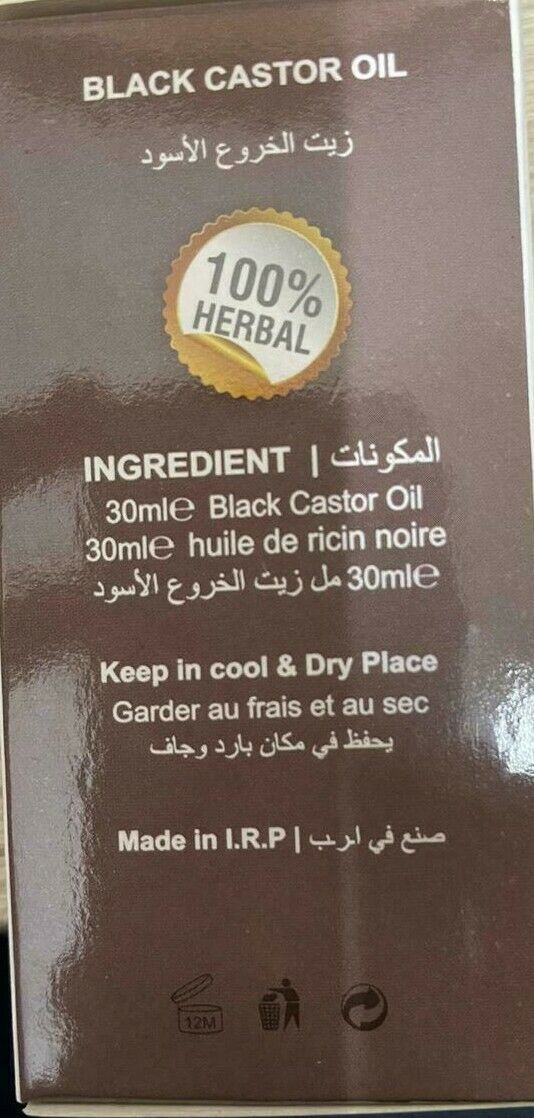 BLACK CASTOR OIL
زيت الخروع الأسود
100%
HERBAL
INGREDIENT | المكونات
30ml℮ Black Castor Oil
30ml℮ huile de ricin noire
30ml℮ مل زيت الخروع الأسود
Keep in cool & Dry Place
Garder au frais et au sec
يحفظ في مكان بارد وجاف
Made in I.R.P | صنع في ا.ر.ب
12M